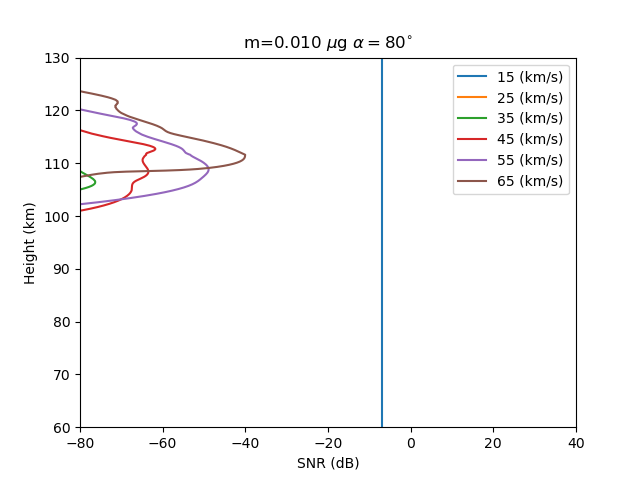 m=0.010 μg α = 80°
130
120
110
100
90
80
70
60
Height (km)
−80
−60
−40
−20
0
20
40
SNR (dB)
15 (km/s)
25 (km/s)
35 (km/s)
45 (km/s)
55 (km/s)
65 (km/s)